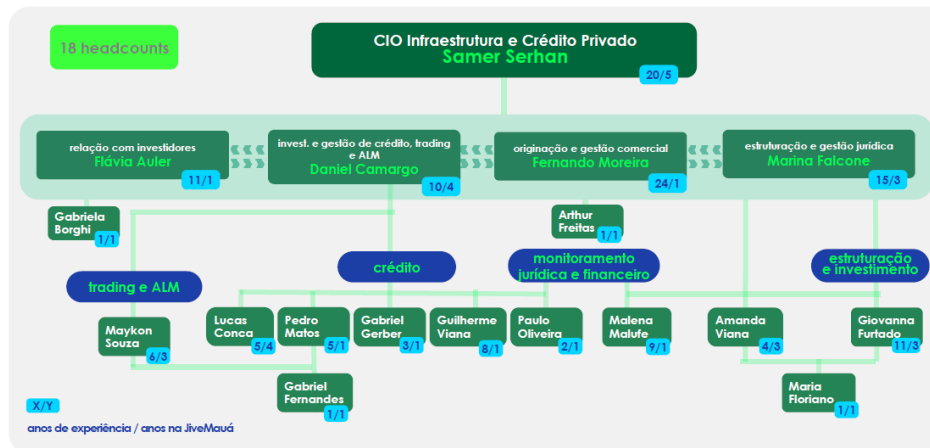 18 headcounts
CIO Infraestrutura e Crédito Privado
Samer Serhan
20/5
relação com investidores
Flávia Auler
11/1
invest. e gestão de crédito, trading
e ALM
Daniel Camargo
10/4
originação e gestão comercial
Fernando Moreira
24/1
estruturação e gestão jurídica
Marina Falcone
15/3
Gabriela
Borghi
1/1
Arthur
Freitas
1/1
trading e ALM
crédito
monitoramento
jurídica e financeiro
estruturação
e investimento
Maykon
Souza
6/3
Lucas
Conca
5/4
Pedro
Matos
5/1
Gabriel
Gerber
3/1
Guilherme
Viana
8/1
Paulo
Oliveira
2/1
Malena
Malufe
9/1
Amanda
Viana
4/3
Giovanna
Furtado
11/3
Gabriel
Fernandes
1/1
Maria
Floriano
1/1
X/Y
anos de experiência / anos na JiveMauá